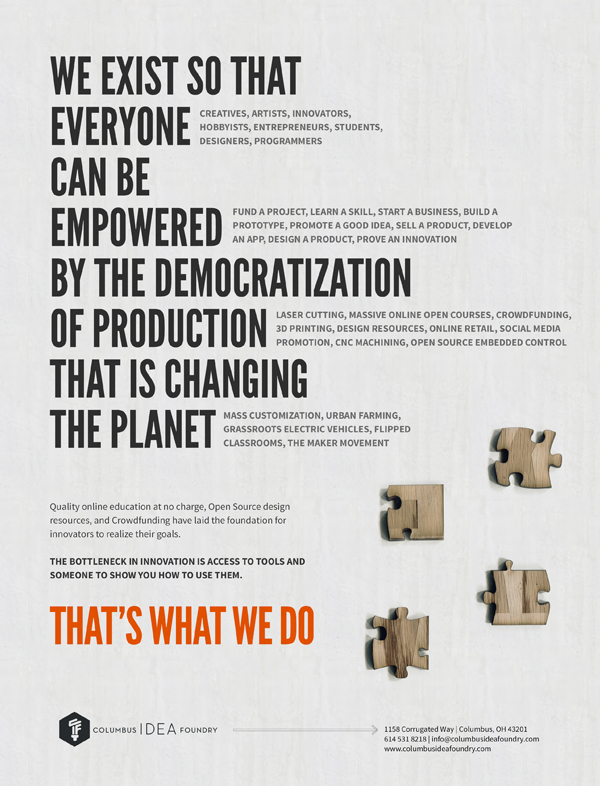 WE EXIST SO THAT
EVERYONE
CREATIVES, ARTISTS, INNOVATORS,
HOBBYISTS, ENTREPRENEURS, STUDENTS,
DESIGNERS, PROGRAMMERS
CAN BE
EMPOWERED
FUND A PROJECT, LEARN A SKILL, START A BUSINESS, BUILD A
PROTOTYPE, PROMOTE A GOOD IDEA, SELL A PRODUCT, DEVELOP
AN APP, DESIGN A PRODUCT, PROVE AN INNOVATION
BY THE DEMOCRATIZATION
OF PRODUCTION
LASER CUTTING, MASSIVE ONLINE OPEN COURSES, CROWDFUNDING,
3D PRINTING, DESIGN RESOURCES, ONLINE RETAIL, SOCIAL MEDIA
PROMOTION, CNC MACHINING, OPEN SOURCE EMBEDDED CONTROL
THAT IS CHANGING
THE PLANET
MASS CUSTOMIZATION, URBAN FARMING,
GRASSROOTS ELECTRIC VEHICLES, FLIPPED
CLASSROOMS, THE MAKER MOVEMENT
Quality online education at no charge, Open Source design
resources, and Crowdfunding have laid the foundation for
innovators to realize their goals.
THE BOTTLENECK IN INNOVATION IS ACCESS TO TOOLS AND
SOMEONE TO SHOW YOU HOW TO USE THEM.
THAT'S WHAT WE DO
COLUMBUS IDEA FOUNDRY
1158 Corrugated Way | Columbus, OH 43201
614 531 8218 | info@columbusideafoundry.com
www.columbusideafoundry.com